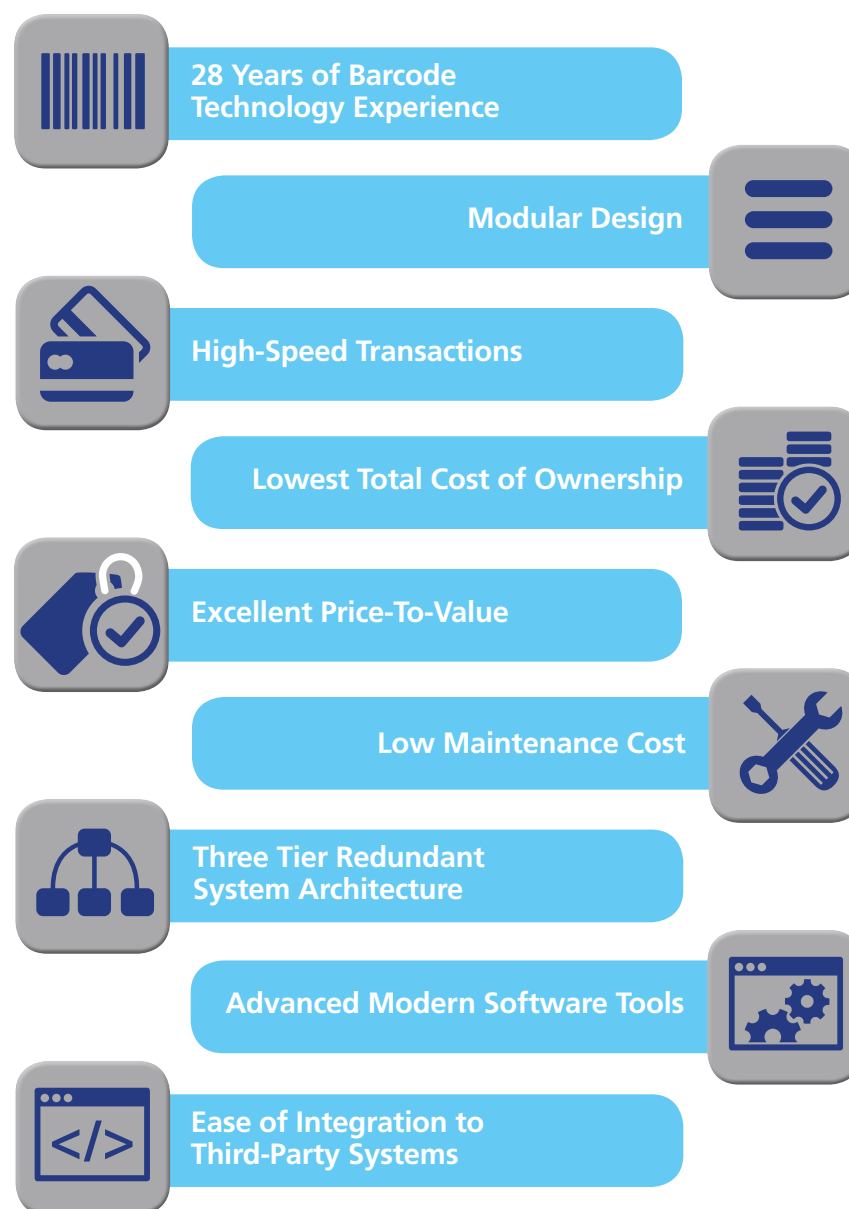 28 Years of Barcode
Technology Experience
Modular Design
High-Speed Transactions
Lowest Total Cost of Ownership
Excellent Price-To-Value
Low Maintenance Cost
Three Tier Redundant
System Architecture
Advanced Modern Software Tools
</>
Ease of Integration to
Third-Party Systems